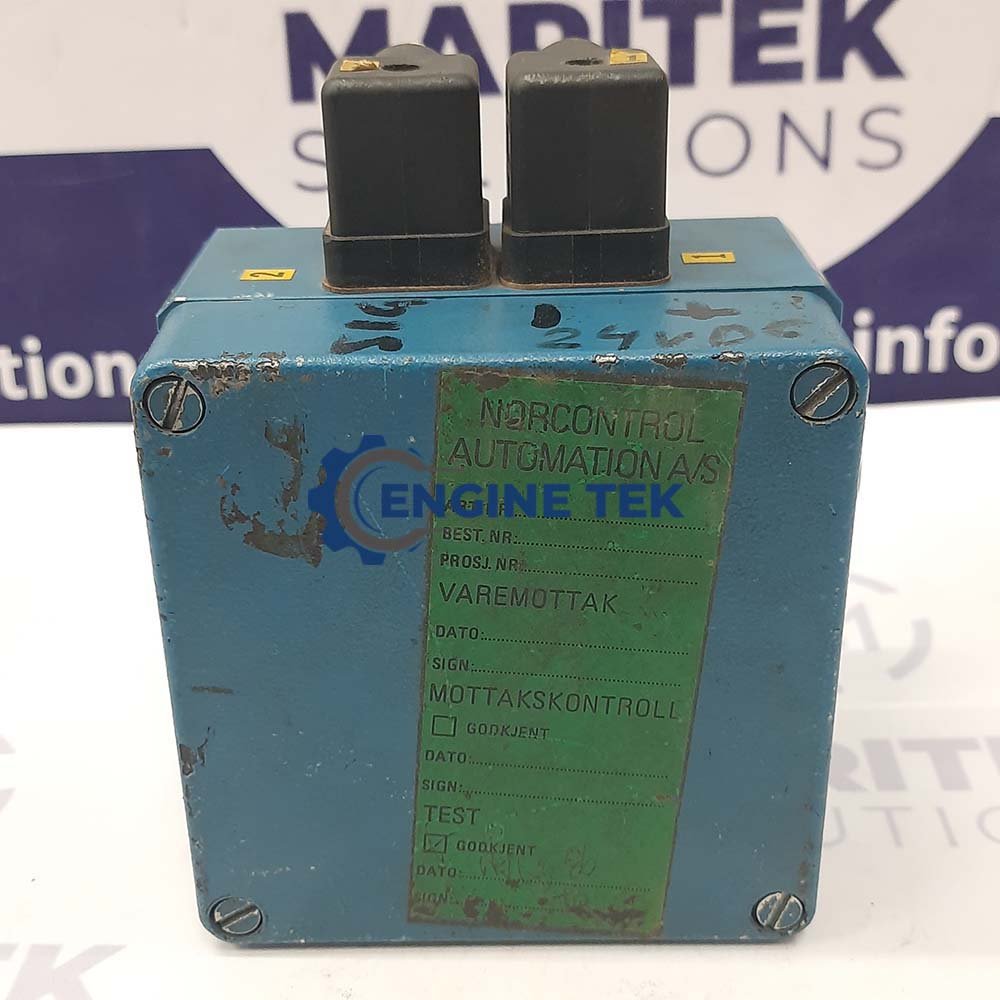 MARITEK
2
1
24VDC
tion
info
NORCONTROL
AUTOMATION A/S
ENGINE TEK
BEST. NR:
PROSJ. NR:
VAREMOTTAK
DATO:
SIGN:
MOTTAKSKONTROLL
GODKJENT
DATO:
SIGN:
TEST
GODKJENT
DATO:
SIGN: